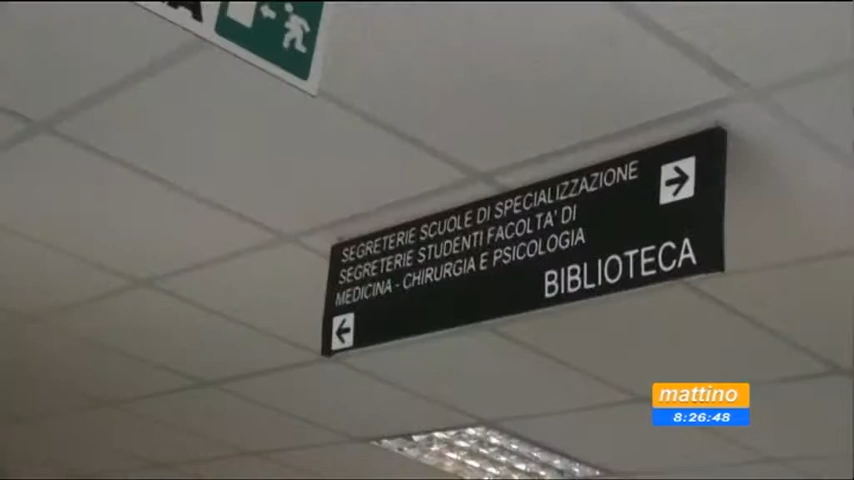 SEGRETERIE SCUOLE DI SPECIALIZZAZIONE
SEGRETERIE STUDENTI FACOLTA' DI
MEDICINA - CHIRURGIA E PSICOLOGIA
BIBLIOTECA
mattino
8:26:48